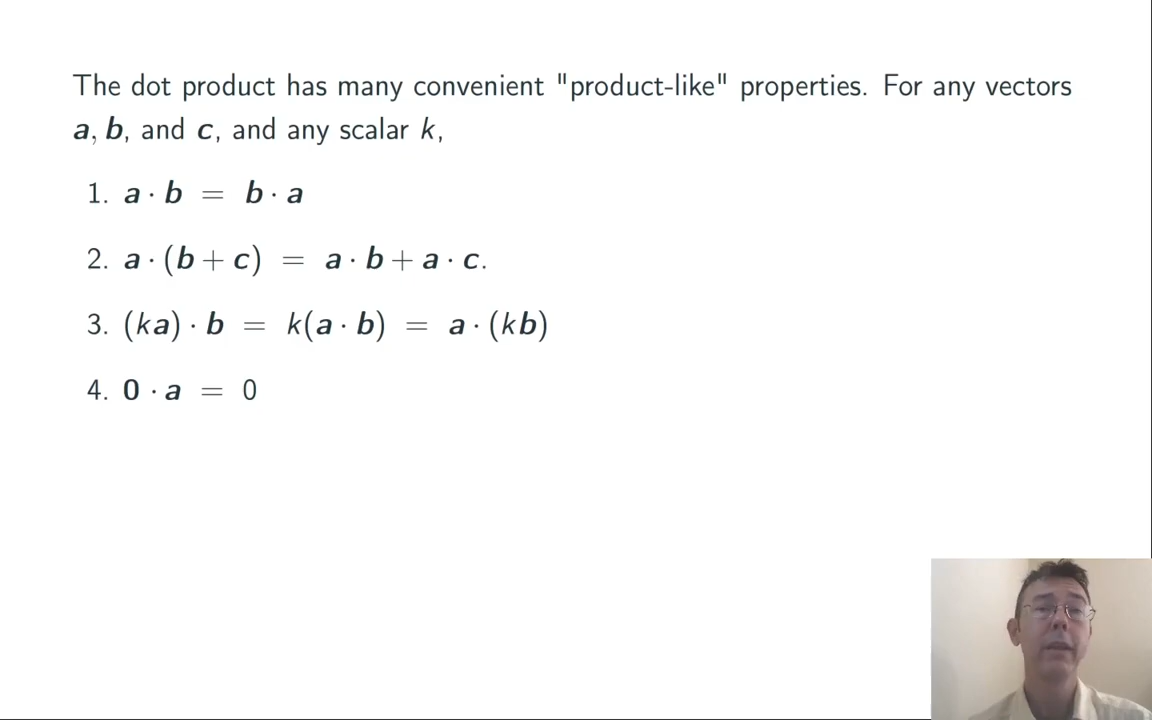 The dot product has many convenient "product-like" properties. For any vectors
a, b, and c, and any scalar k,
1. a · b = b · a
2. a · (b + c) = a · b + a · c.
3. (ka) · b = k(a · b) = a · (kb)
4. 0 · a = 0